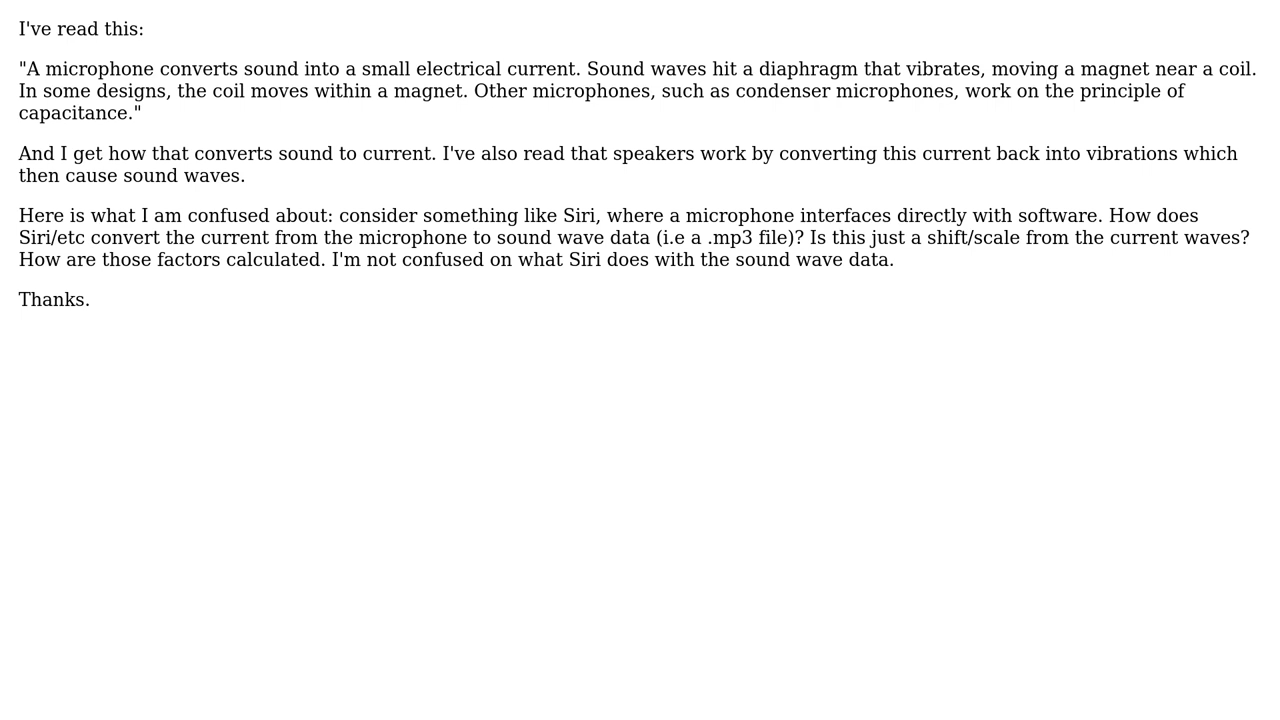 I've read this:
"A microphone converts sound into a small electrical current. Sound waves hit a diaphragm that vibrates, moving a magnet near a coil.
In some designs, the coil moves within a magnet. Other microphones, such as condenser microphones, work on the principle of
capacitance."
And I get how that converts sound to current. I've also read that speakers work by converting this current back into vibrations which
then cause sound waves.
Here is what I am confused about: consider something like Siri, where a microphone interfaces directly with software. How does
Siri/etc convert the current from the microphone to sound wave data (i.e a .mp3 file)? Is this just a shift/scale from the current waves?
How are those factors calculated. I'm not confused on what Siri does with the sound wave data.
Thanks.